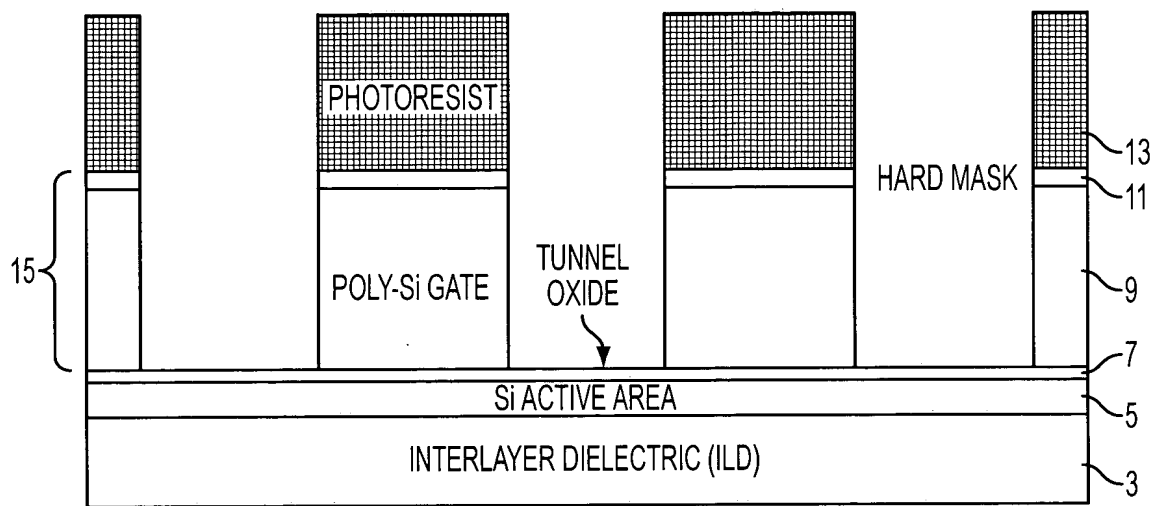 PHOTORESIST
13
HARD MASK
11
15
TUNNEL
OXIDE
POLY-Si GATE
9
7
Si ACTIVE AREA
5
INTERLAYER DIELECTRIC (ILD)
3